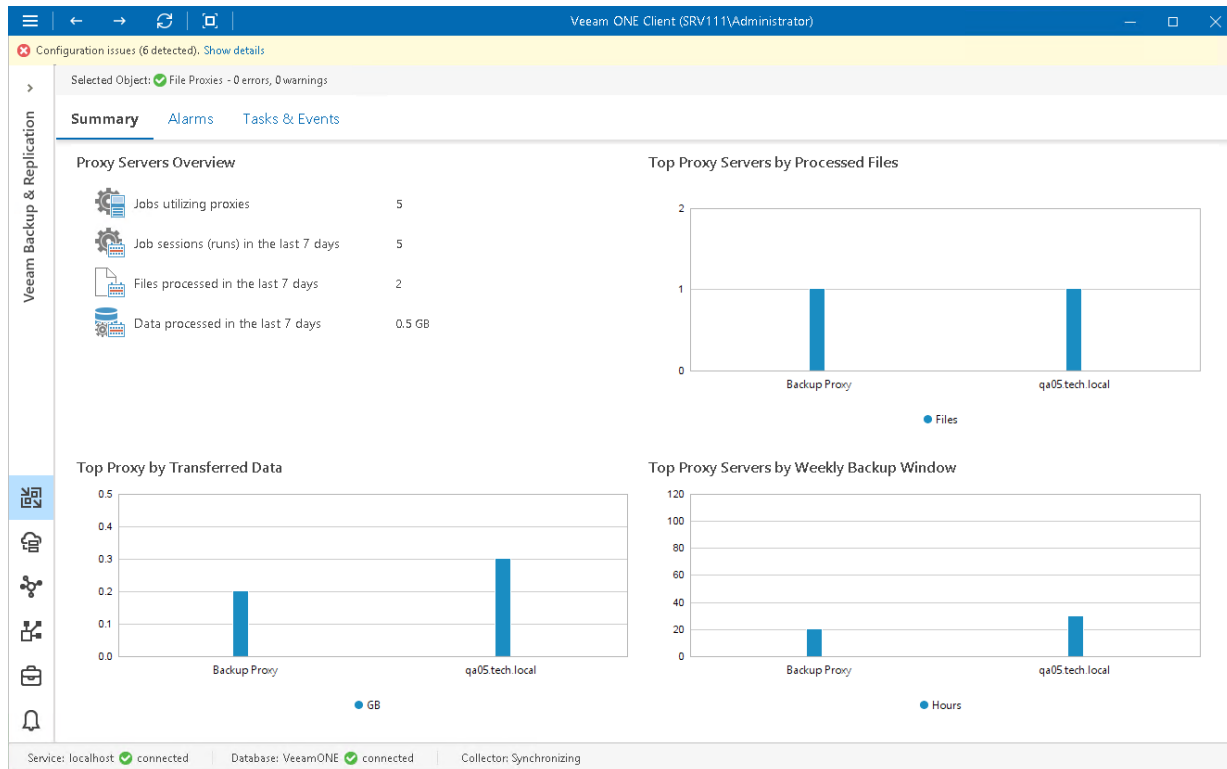 Veeam ONE Client (SRV111\Administrator)
Configuration issues (6 detected). Show details
Selected Object: File Proxies - 0 errors, 0 warnings
Veeam Backup & Replication
Summary Alarms Tasks & Events
Proxy Servers Overview
Jobs utilizing proxies 5
Job sessions (runs) in the last 7 days 5
Files processed in the last 7 days 2
Data processed in the last 7 days 0.5 GB
Top Proxy Servers by Processed Files
2
1
0
Backup Proxy qa05.tech.local
Files
Top Proxy by Transferred Data
0.5
0.4
0.3
0.2
0.1
0.0
Backup Proxy qa05.tech.local
GB
Top Proxy Servers by Weekly Backup Window
120
100
80
60
40
20
0
Backup Proxy qa05.tech.local
Hours
Service: localhost connected Database: VeeamONE connected Collector: Synchronizing